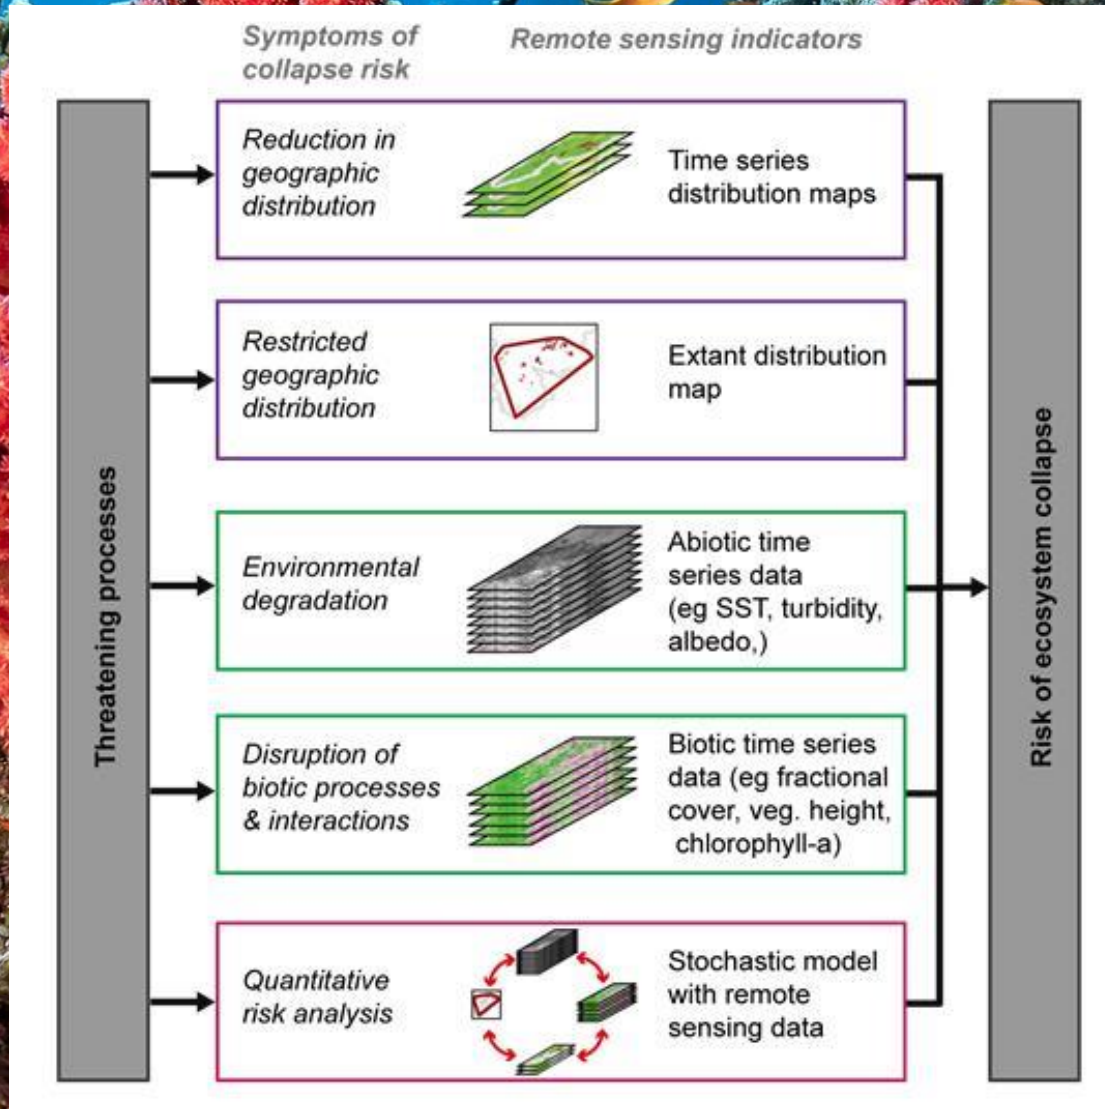 Symptoms of
collapse risk
Remote sensing indicators
Threatening processes
Reduction in
geographic
distribution
Time series
distribution maps
Restricted
geographic
distribution
Extant distribution
map
Environmental
degradation
Abiotic time
series data
(eg SST, turbidity,
albedo,)
Disruption of
biotic processes
& interactions
Biotic time series
data (eg fractional
cover, veg. height,
chlorophyll-a)
Quantitative
risk analysis
Stochastic model
with remote
sensing data
Risk of ecosystem collapse